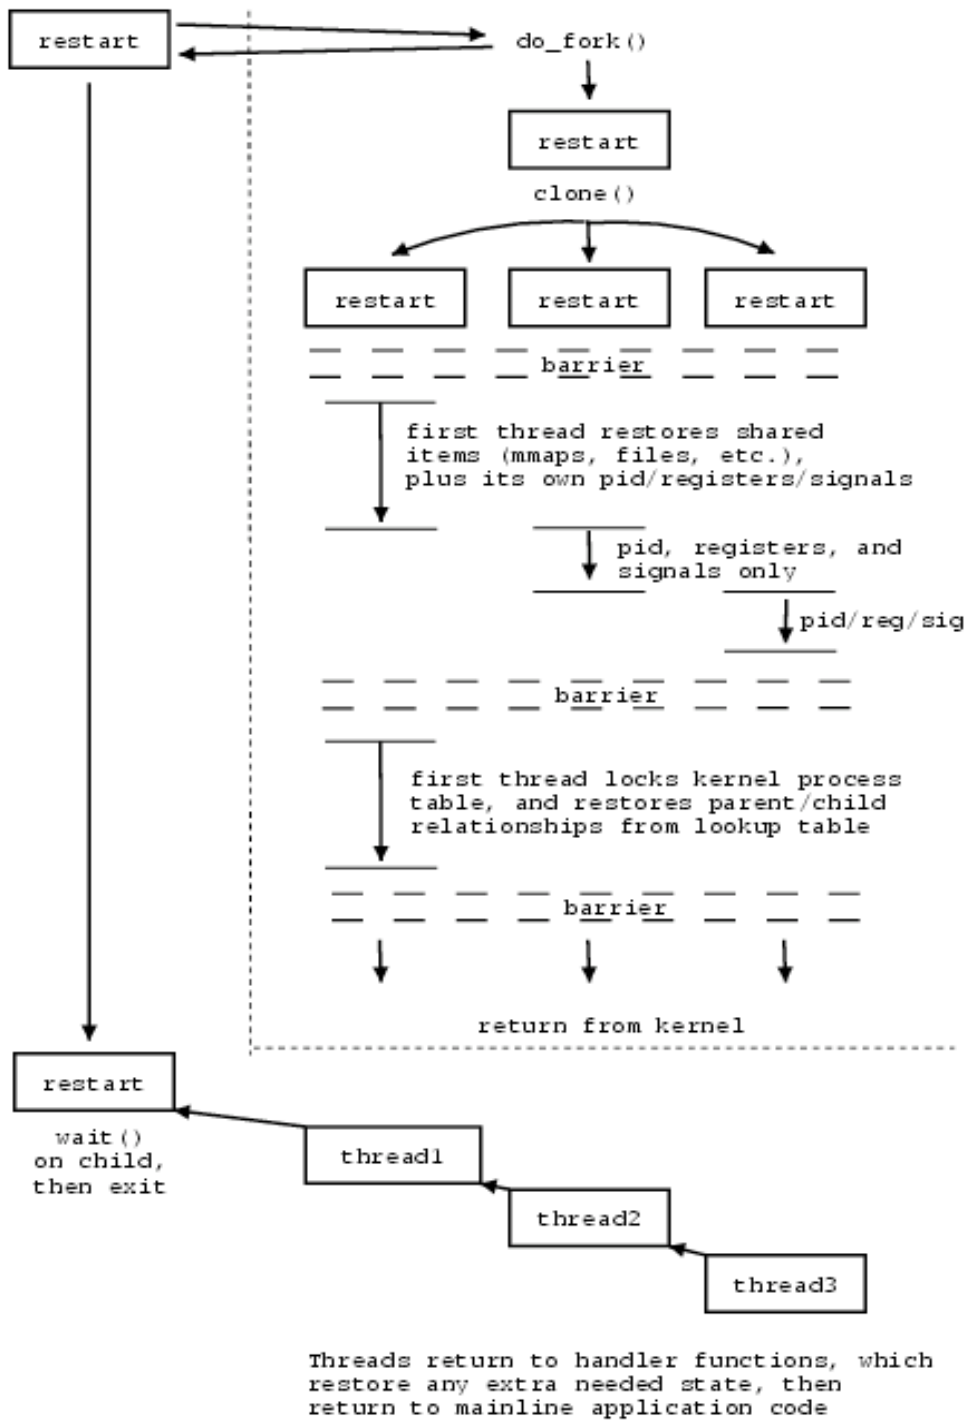 restart
do_fork()
restart
clone()
restart
restart
restart
barrier
first thread restores shared
items (mmaps, files, etc.),
plus its own pid/registers/signals
pid, registers, and
signals only
pid/reg/sig
barrier
first thread locks kernel process
table, and restores parent/child
relationships from lookup table
barrier
return from kernel
restart
wait()
on child,
then exit
thread1
thread2
thread3
Threads return to handler functions, which
restore any extra needed state, then
return to mainline application code